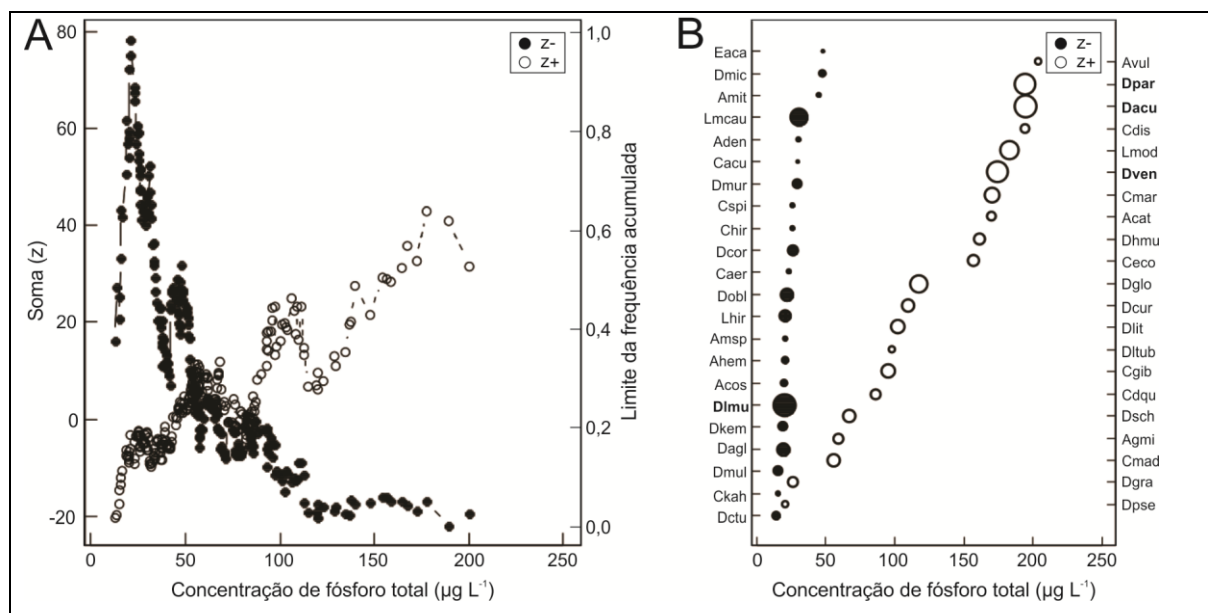 A
z-
z+
80
60
40
20
0
-20
Soma (z)
1,0
0,8
0,6
0,4
0,2
0,0
Limite da frequência acumulada
0
50
100
150
200
250
Concentração de fósforo total (µg L-1)
B
z-
z+
Eaca
Dmic
Amit
Lmcau
Aden
Cacu
Dmur
Cspi
Chir
Dcor
Caer
Dobl
Lhir
Amsp
Ahem
Acos
Dlmu
Dkem
Dagl
Dmul
Ckah
Dctu
Avul
Dpar
Dacu
Cdis
Lmod
Dven
Cmar
Acat
Dhmu
Ceco
Dglo
Dcur
Dlit
Dltub
Cgib
Cdqu
Dsch
Agmi
Cmad
Dgra
Dpse
0
50
100
150
200
250
Concentração de fósforo total (µg L-1)